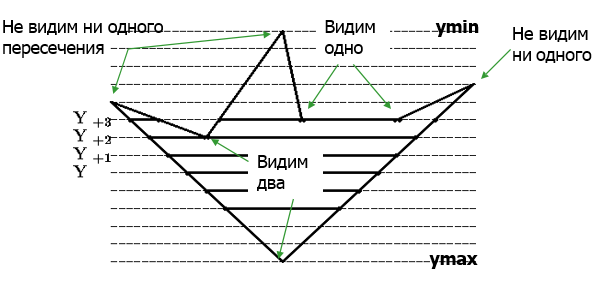 Не видим ни одного
пересечения
Видим
одно
ymin
Не видим
ни одного
Y +3
Y +2
Y +1
Y
Видим
два
ymax